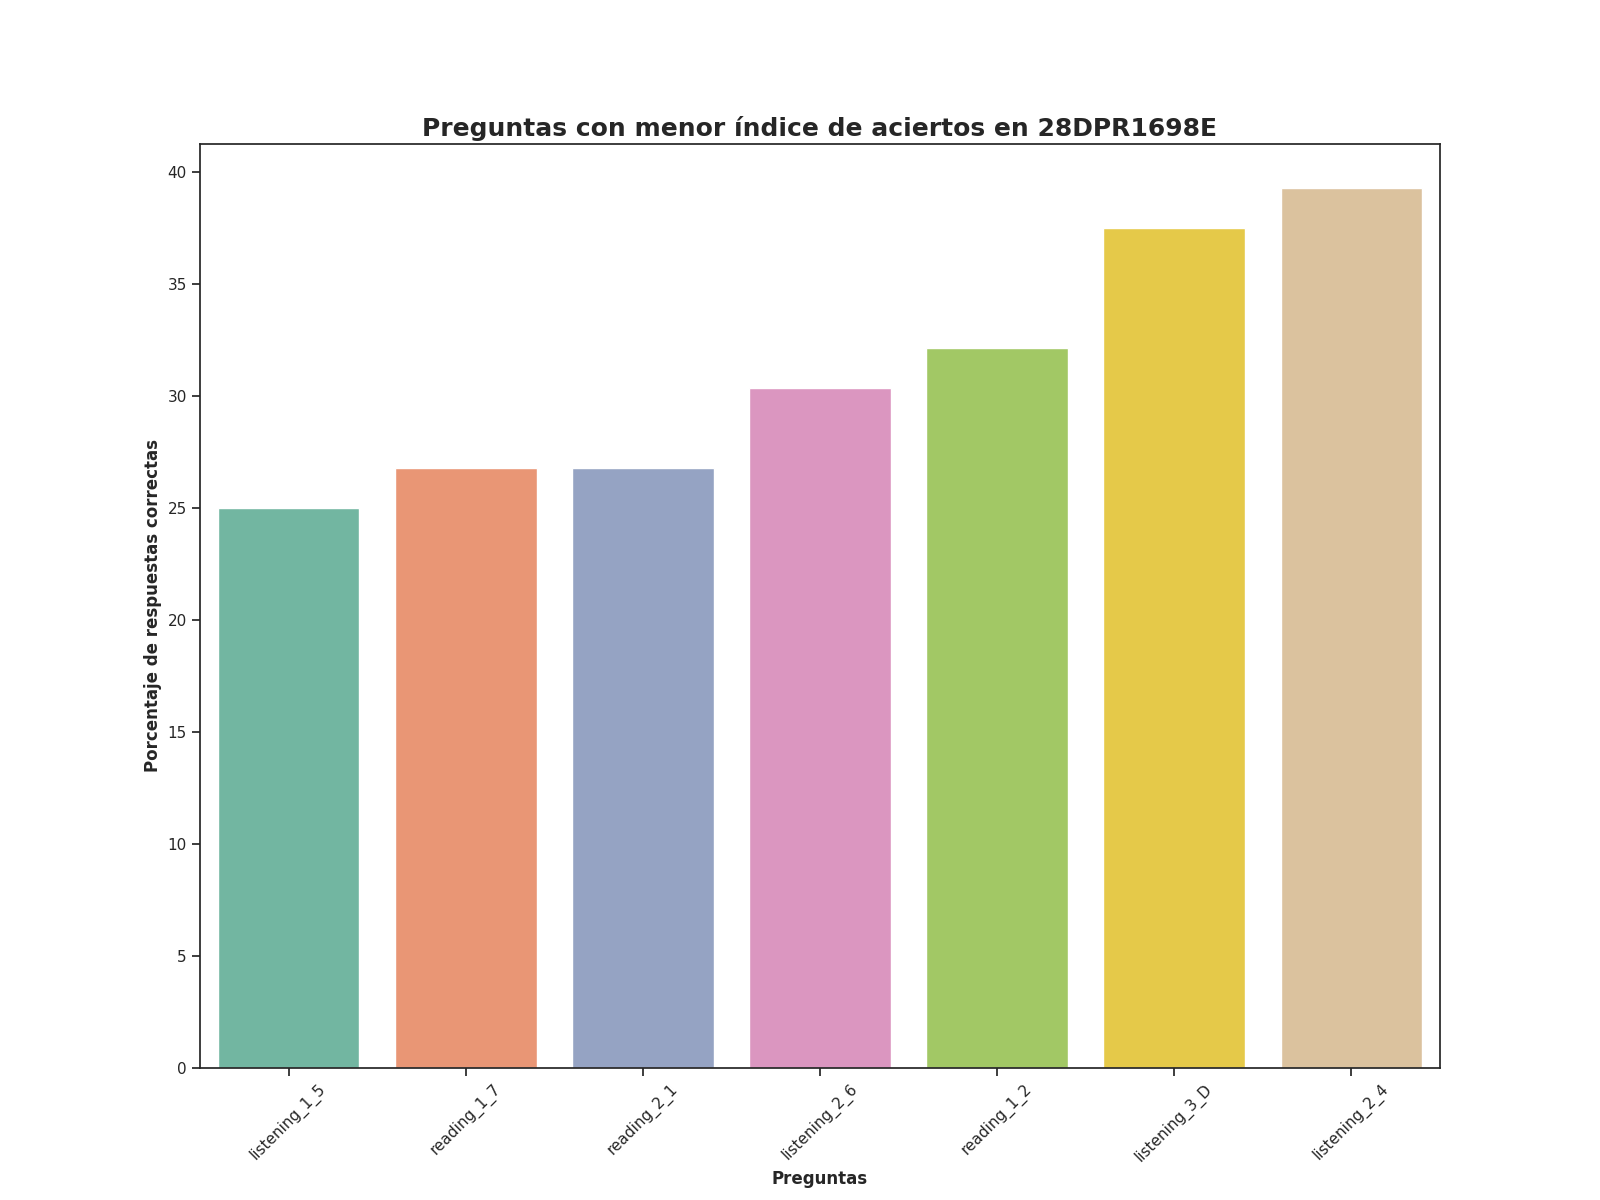 Preguntas con menor índice de aciertos en 28DPR1698E
Porcentaje de respuestas correctas
40
35
30
25
20
15
10
5
0
listening_1_5
reading_1_7
reading_2_1
listening_2_6
reading_1_2
listening_3_D
listening_2_4
Preguntas